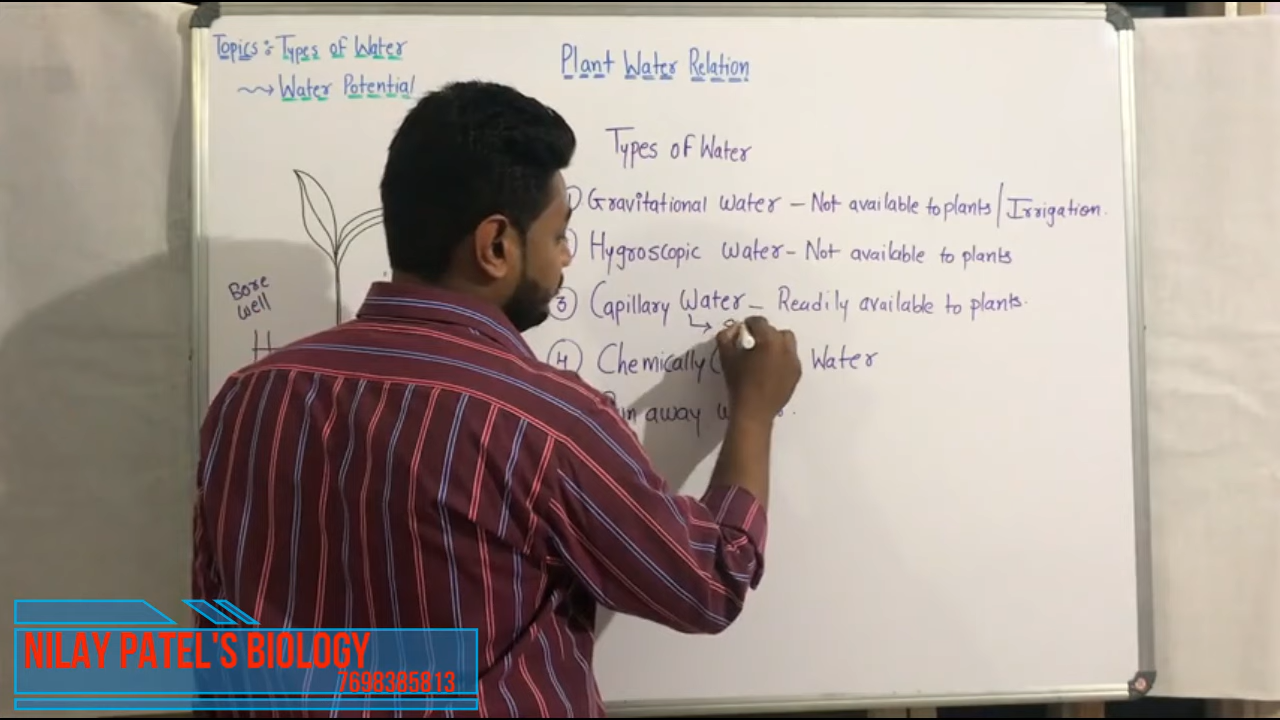 Topics:- Types of Water
Water Potential
Plant Water Relation
Types of Water
1) Gravitational Water - Not available to plants / Irrigation.
Hygroscopic Water - Not available to plants
3 Capillary Water - Readily available to plants.
4 Chemically Water
away
Bore
well
NILAY PATEL'S BIOLOGY
7698385813